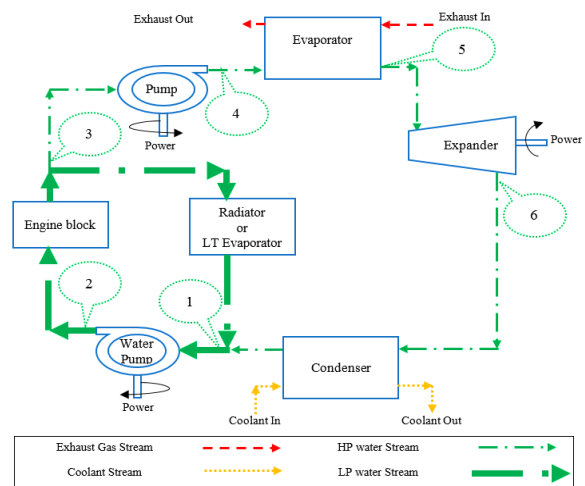 Exhaust Out
Exhaust In
Evaporator
5
Pump
4
3
Power
Expander
Power
6
Engine block
Radiator
or
LT Evaporator
2
1
Water
Pump
Condenser
Power
Coolant In
Coolant Out
Exhaust Gas Stream
HP water Stream
Coolant Stream
LP water Stream